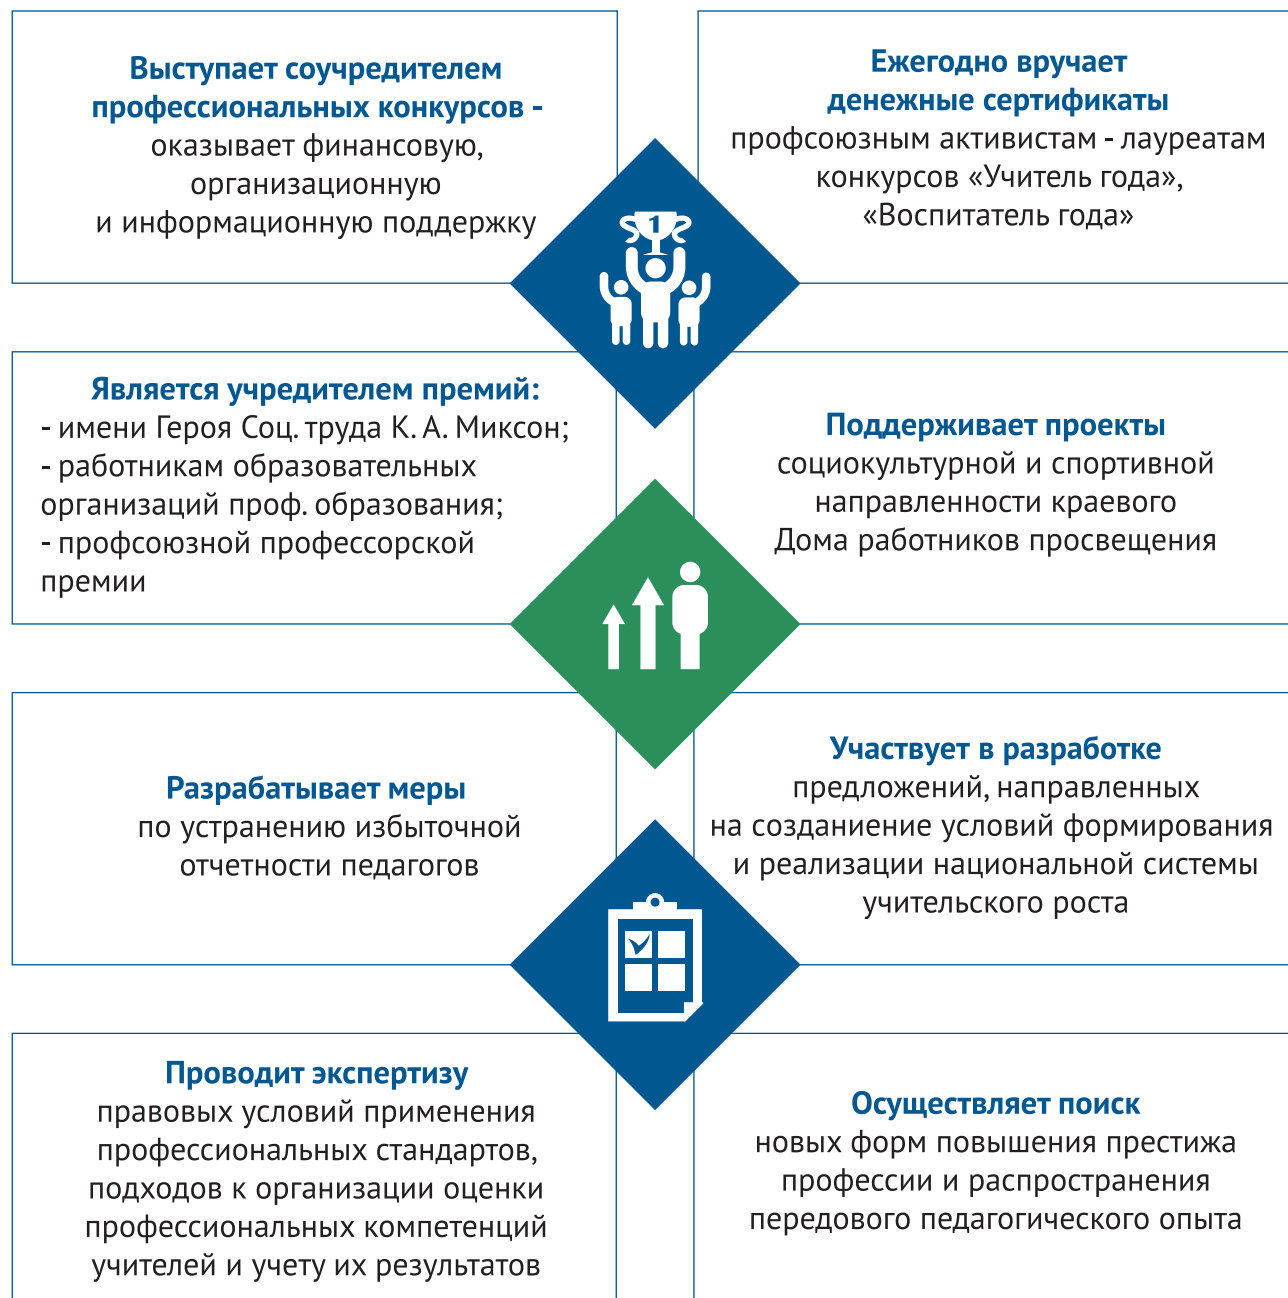 Выступает соучредителем
профессиональных конкурсов -
оказывает финансовую,
организационную
и информационную поддержку
Ежегодно вручает
денежные сертификаты
профсоюзным активистам - лауреатам
конкурсов «Учитель года»,
«Воспитатель года»
1
Является учредителем премий:
- имени Героя Соц. труда К. А. Миксон;
- работникам образовательных
организаций проф. образования;
- профсоюзной профессорской
премии
Поддерживает проекты
социокультурной и спортивной
направленности краевого
Дома работников просвещения
Разрабатывает меры
по устранению избыточной
отчетности педагогов
Участвует в разработке
предложений, направленных
на созданиение условий формирования
и реализации национальной системы
учительского роста
Проводит экспертизу
правовых условий применения
профессиональных стандартов,
подходов к организации оценки
профессиональных компетенций
учителей и учету их результатов
Осуществляет поиск
новых форм повышения престижа
профессии и распространения
передового педагогического опыта